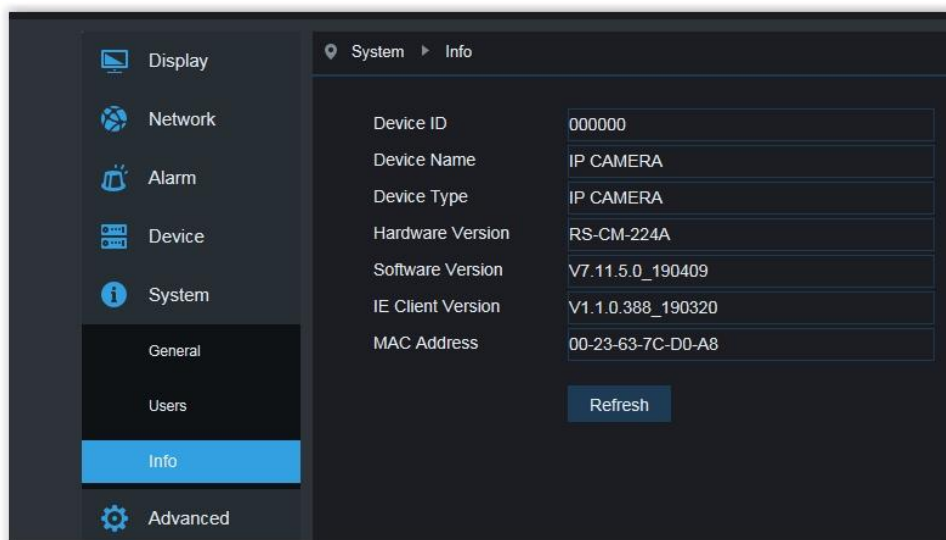 Display
Network
Alarm
Device
System
General
Users
Info
Advanced
System Info
Device ID 000000
Device Name IP CAMERA
Device Type IP CAMERA
Hardware Version RS-CM-224A
Software Version V7.11.5.0_190409
IE Client Version V1.1.0.388_190320
MAC Address 00-23-63-7C-D0-A8
Refresh